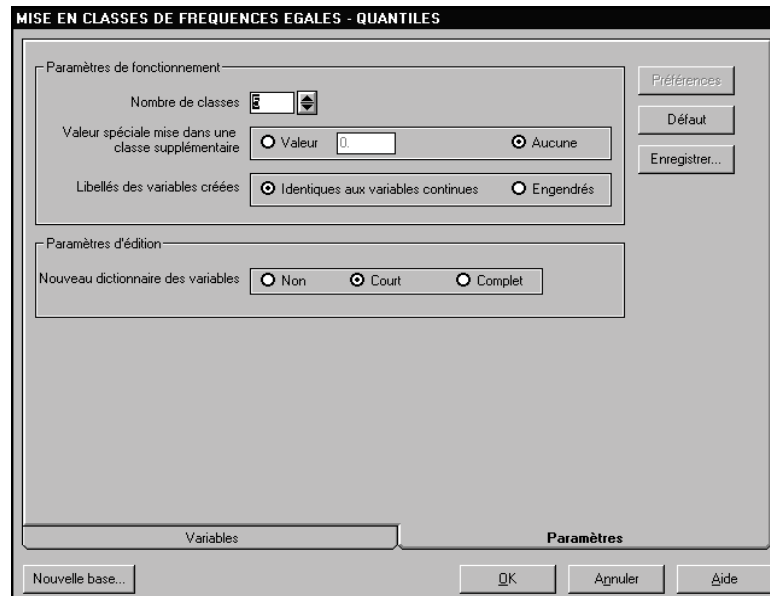 MISE EN CLASSES DE FREQUENCES EGALES - QUANTILES
Paramètres de fonctionnement
Préférences
Nombre de classes 5
Défaut
Valeur spéciale mise dans une
classe supplémentaire
Valeur 0. Aucune
Enregistrer...
Libellés des variables créées Identiques aux variables continues Engendrés
Paramètres d'édition
Nouveau dictionnaire des variables Non Court Complet
Variables Paramètres
Nouvelle base... OK Annuler Aide